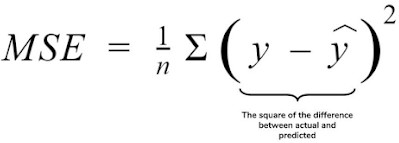 MSE = 1/n Σ ( y − ŷ )²
The square of the difference
between actual and
predicted